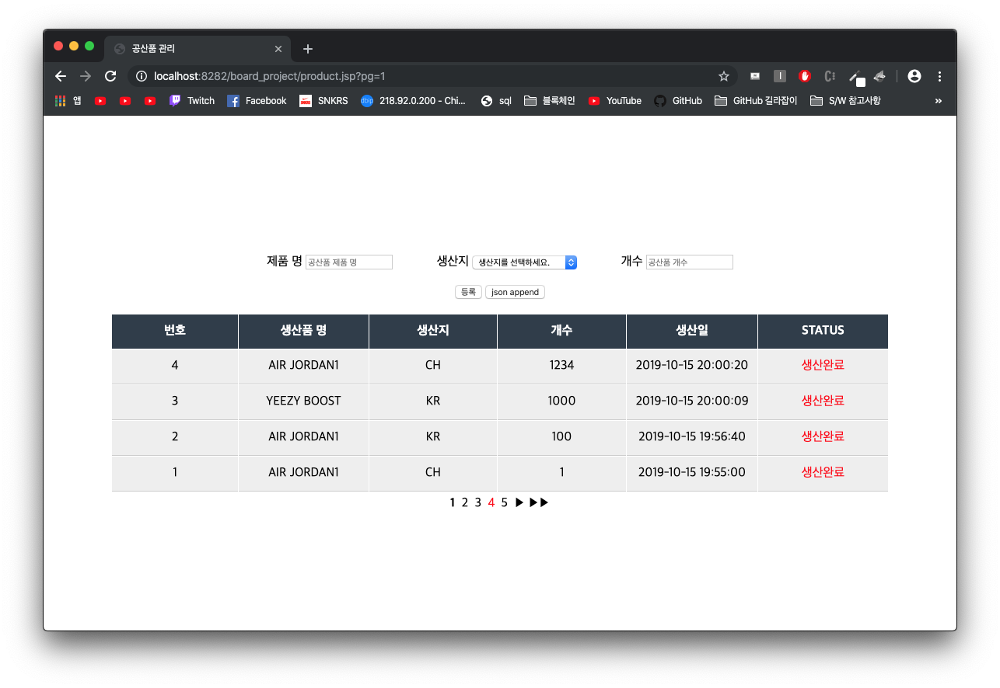 공산품 관리
localhost:8282/board_project/product.jsp?pg=1
앱 Twitch Facebook SNKRS dbip 218.92.0.200 - Chi... sql 블록체인 YouTube GitHub GitHub 길라잡이 S/W 참고사항 »
제품 명 공산품 제품 명 생산지 생산지를 선택하세요. 개수 공산품 개수
등록 json append
번호 생산품 명 생산지 개수 생산일 STATUS
4 AIR JORDAN1 CH 1234 2019-10-15 20:00:20 생산완료
3 YEEZY BOOST KR 1000 2019-10-15 20:00:09 생산완료
2 AIR JORDAN1 KR 100 2019-10-15 19:56:40 생산완료
1 AIR JORDAN1 CH 1 2019-10-15 19:55:00 생산완료
1 2 3 4 5 ▶ ▶▶